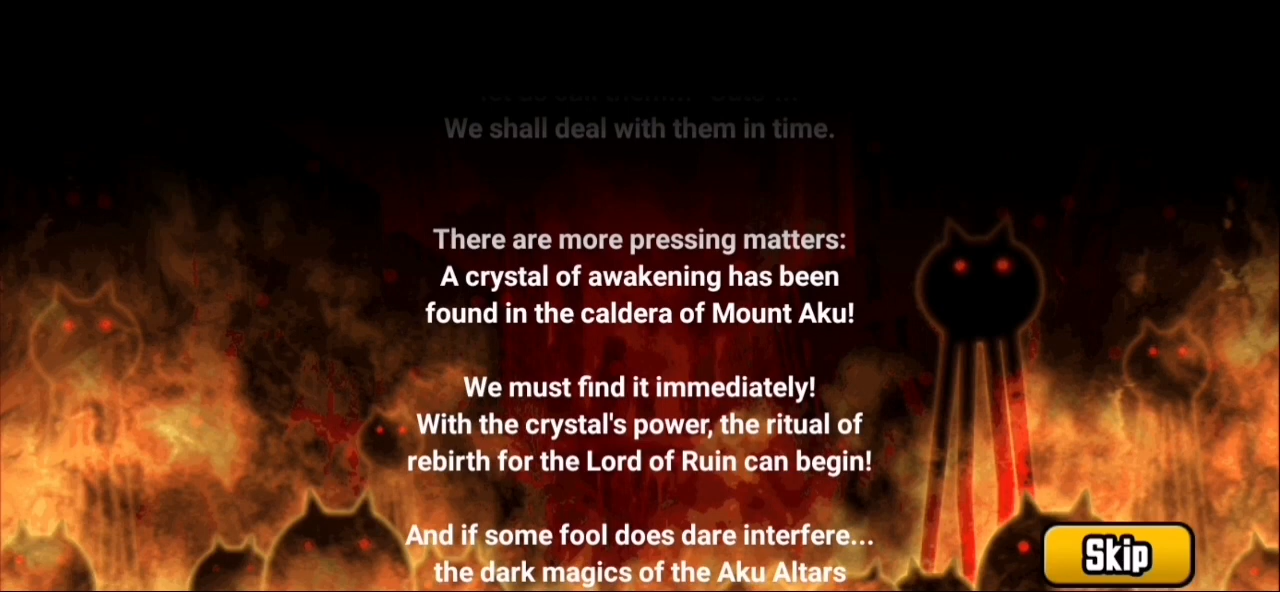 We shall deal with them in time.
There are more pressing matters:
A crystal of awakening has been
found in the caldera of Mount Aku!
We must find it immediately!
With the crystal's power, the ritual of
rebirth for the Lord of Ruin can begin!
And if some fool does dare interfere...
the dark magics of the Aku Altars
Skip